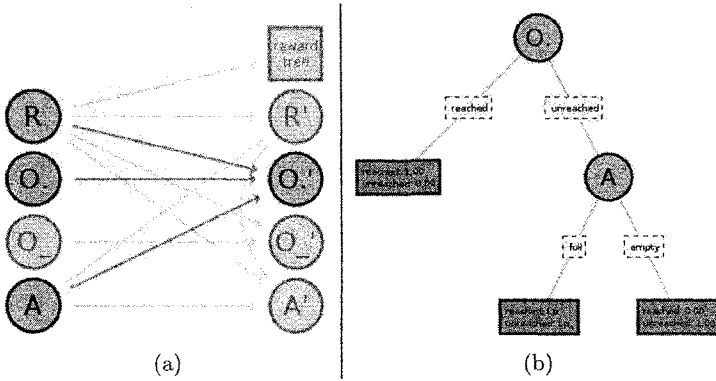 reward
tree
R
R'
O.
O.'
O_
O_'
A
A'
(a)
O.
reached
unreached
A
full
empty
(b)